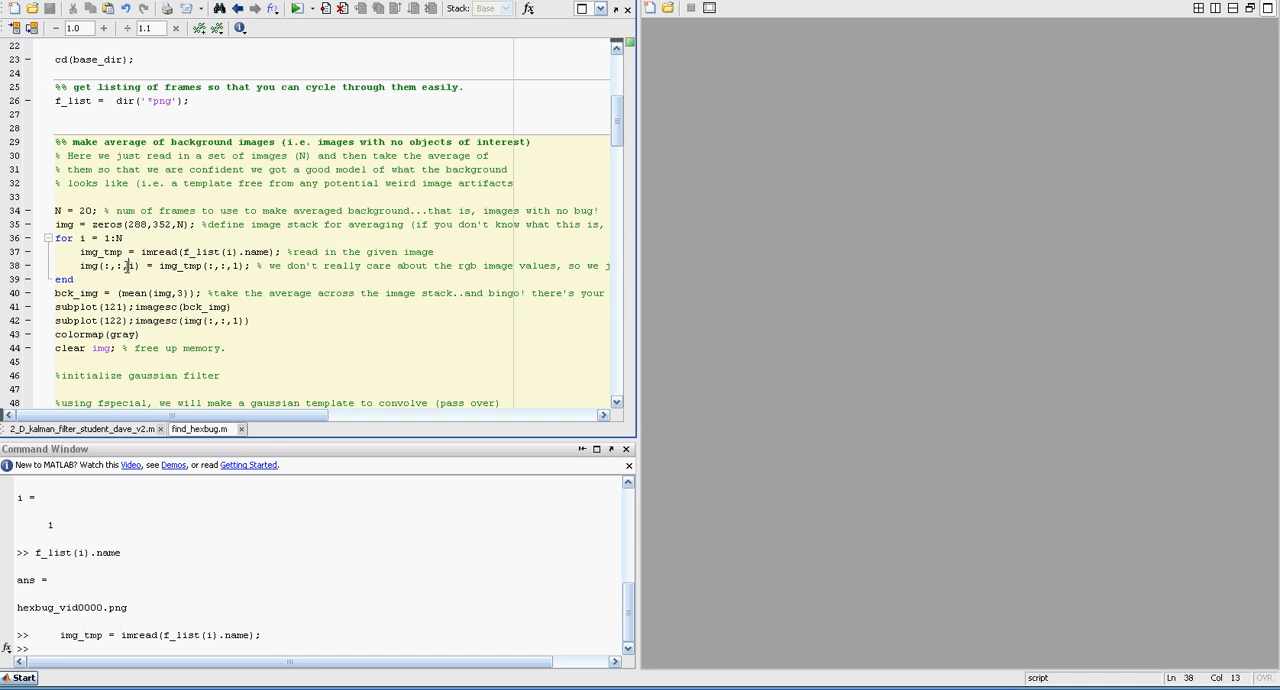 Stack:
Base
fx
1.0
1.1
22
23 cd(base_dir);
24
25 %% get listing of frames so that you can cycle through them easily.
26 f_list = dir('*png');
27
28
29 %% make average of background images (i.e. images with no objects of interest)
30 % Here we just read in a set of images (N) and then take the average of
31 % them so that we are confident we got a good model of what the background
32 % looks like (i.e. a template free from any potential weird image artifacts
33
34 N = 20; % num of frames to use to make averaged background...that is, images with no bug!
35 img = zeros(288,352,N); %define image stack for averaging (if you don't know what this is,
36 for i = 1:N
37 img_tmp = imread(f_list(i).name); %read in the given image
38 img(:,:,i) = img_tmp(:,:,1); % we don't really care about the rgb image values, so we j
39 end
40 bck_img = (mean(img,3)); %take the average across the image stack..and bingo! there's your
41 subplot(121);imagesc(bck_img)
42 subplot(122);imagesc(img(:,:,1))
43 colormap(gray)
44 clear img; % free up memory.
45
46 %initialize gaussian filter
47
48 %using fspecial, we will make a gaussian template to convolve (pass over)
2_D_kalman_filter_student_dave_v2.m find_hexbug.m
Command Window
New to MATLAB? Watch this Video, see Demos, or read Getting Started.
i =
1
>> f_list(i).name
ans =
hexbug_vid0000.png
>> img_tmp = imread(f_list(i).name);
>>
fx
Start
script Ln 38 Col 13 OVR